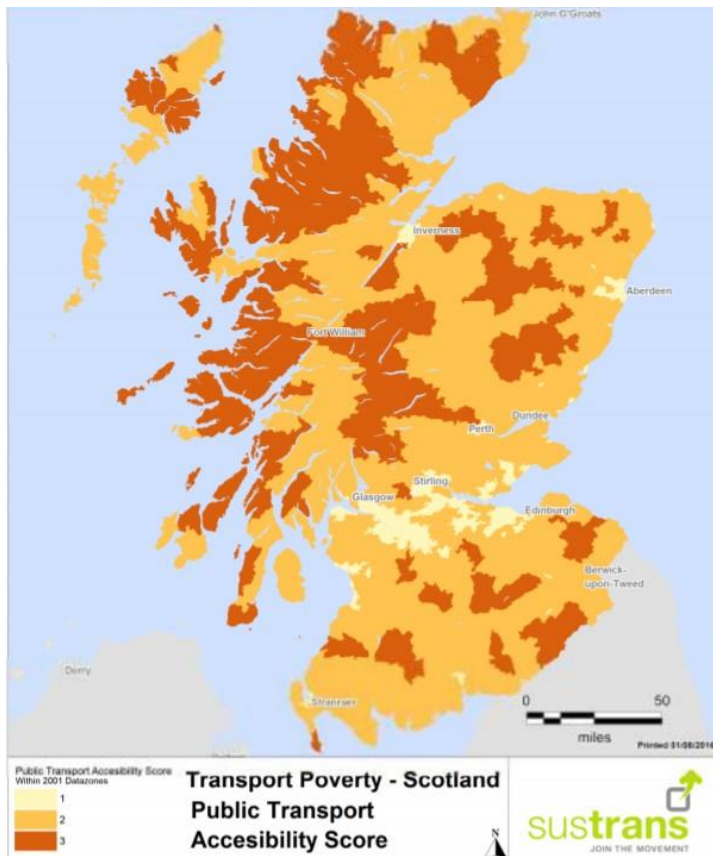 John O'Groats
Inverness
Aberdeen
Fort William
Dundee
Perth
Stirling
Glasgow
Edinburgh
Berwick-
upon-Tweed
Derry
Stranraer
0 50
miles
Printed 01/08/2016
Public Transport Accesibility Score
Within 2001 Datazones
1
2
3
Transport Poverty - Scotland
Public Transport
Accesibility Score
N
sustrans
JOIN THE MOVEMENT